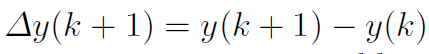 Δy(k + 1) = y(k + 1) − y(k)